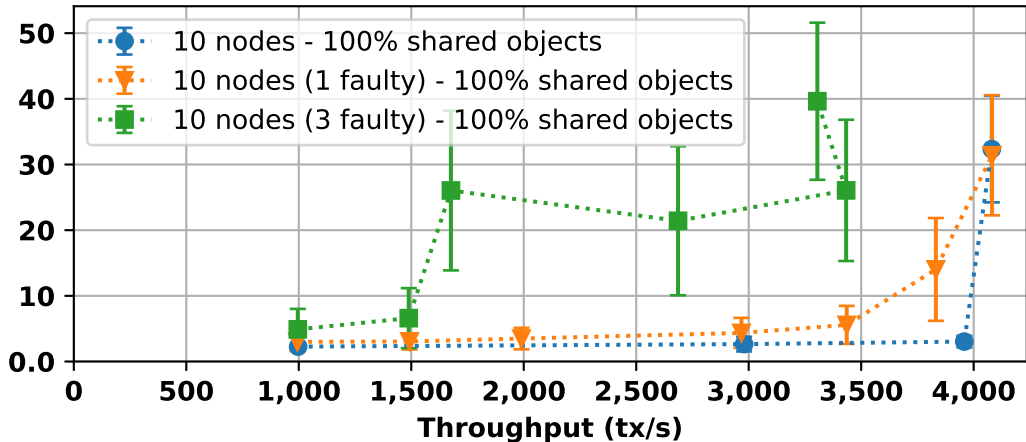 50
40
30
20
10
0.0
10 nodes - 100% shared objects
10 nodes (1 faulty) - 100% shared objects
10 nodes (3 faulty) - 100% shared objects
0 500 1,000 1,500 2,000 2,500 3,000 3,500 4,000
Throughput (tx/s)